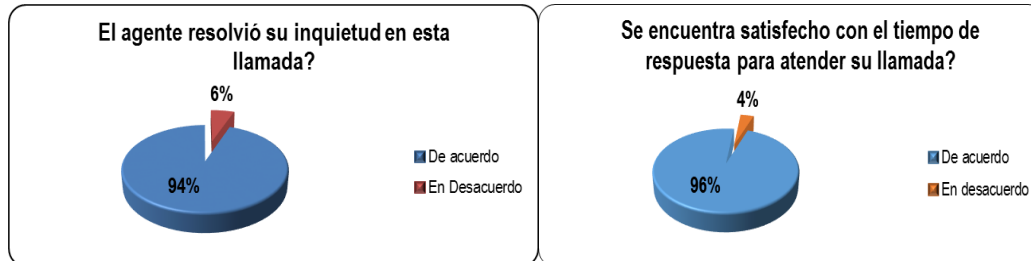 El agente resolvió su inquietud en esta
llamada?
6%
94%
De acuerdo
En Desacuerdo
Se encuentra satisfecho con el tiempo de
respuesta para atender su llamada?
4%
96%
De acuerdo
En desacuerdo